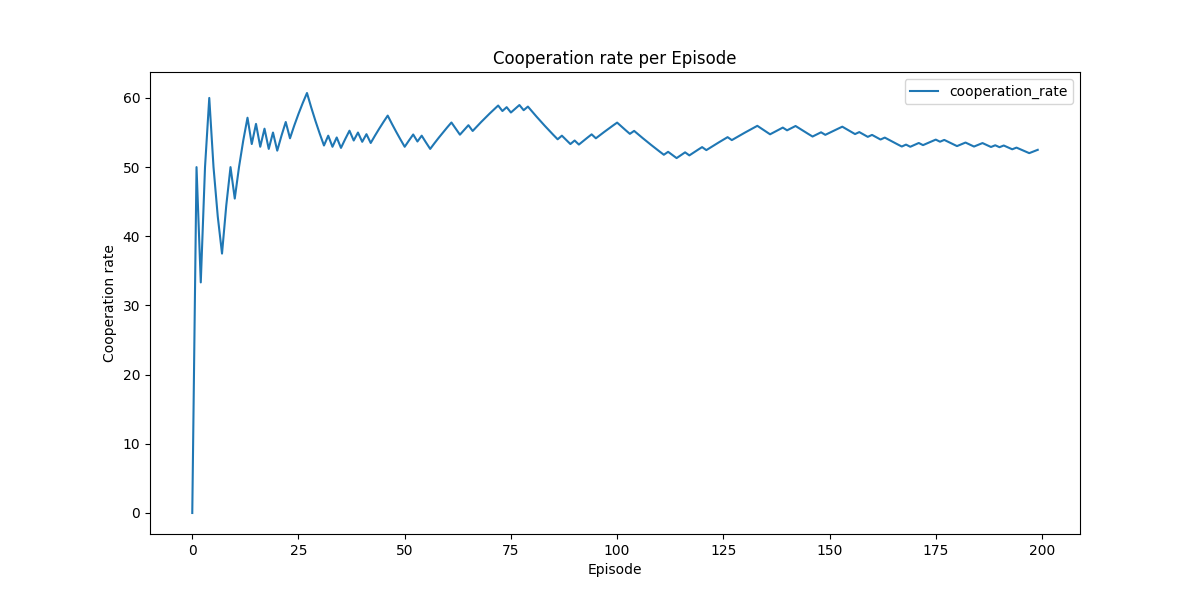 Cooperation rate per Episode
cooperation_rate
60
50
40
30
20
10
0
Cooperation rate
0 25 50 75 100 125 150 175 200
Episode